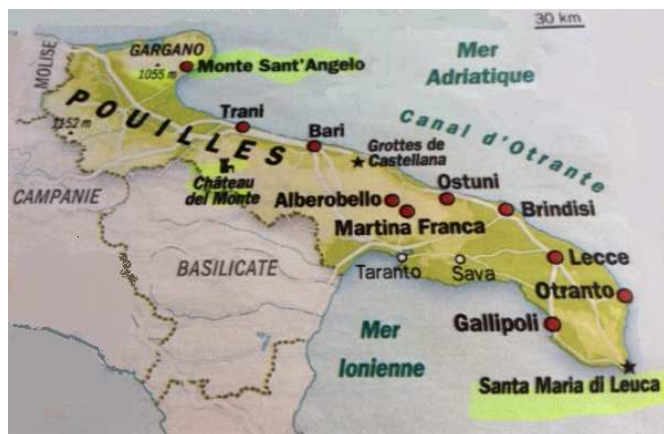 30 km
GARGANO
1055 m
Monte Sant'Angelo
Mer
Adriatique
MOLISE
POUILLES
1152 m
Trani
Bari
Canal d'Otrante
Grottes de
Castellana
Château
del Monte
CAMPANIE
Alberobello
Ostuni
Martina Franca
Brindisi
BASILICATE
Taranto
Sava
Lecce
Otranto
Gallipoli
Mer
Ionienne
Santa Maria di Leuca